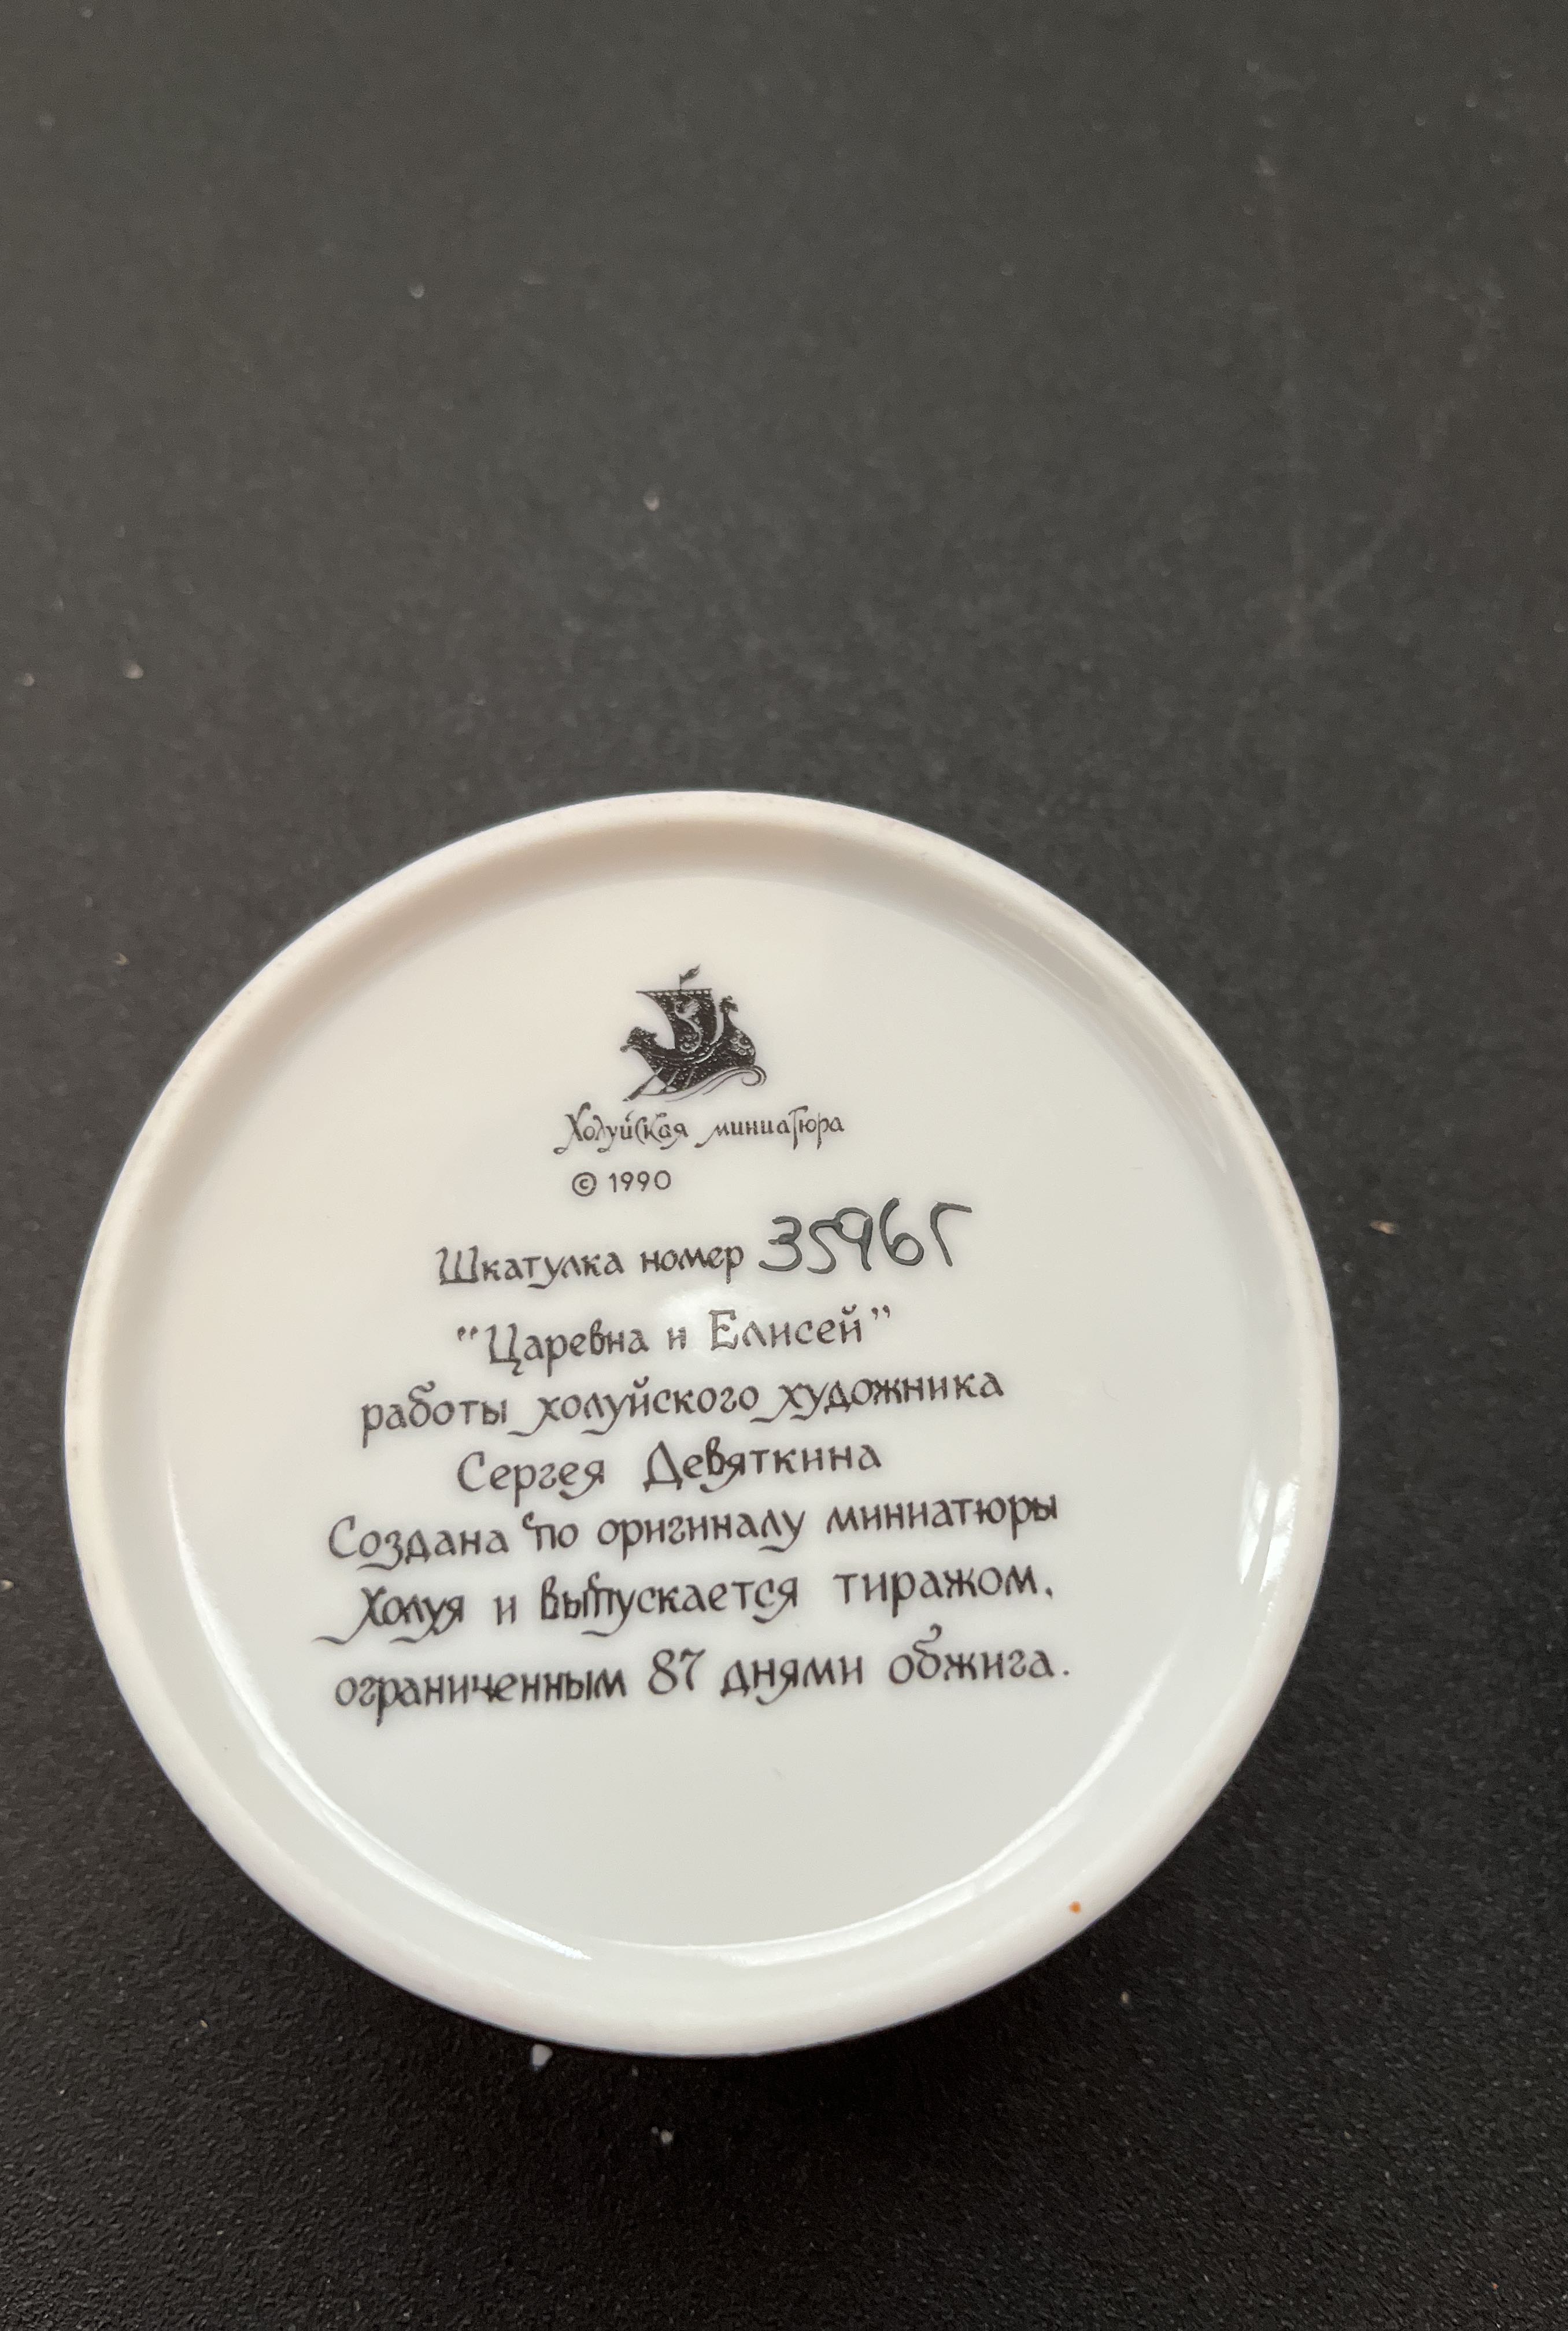 Холуйская миниатюра
© 1990
Шкатулка номер
"Царевна и Елисей"
работы холуйского художника
Сергея Девяткина
Создана по оригиналу миниатюры
Холуя и выпускается тиражом,
ограниченным 87 днями обжига.